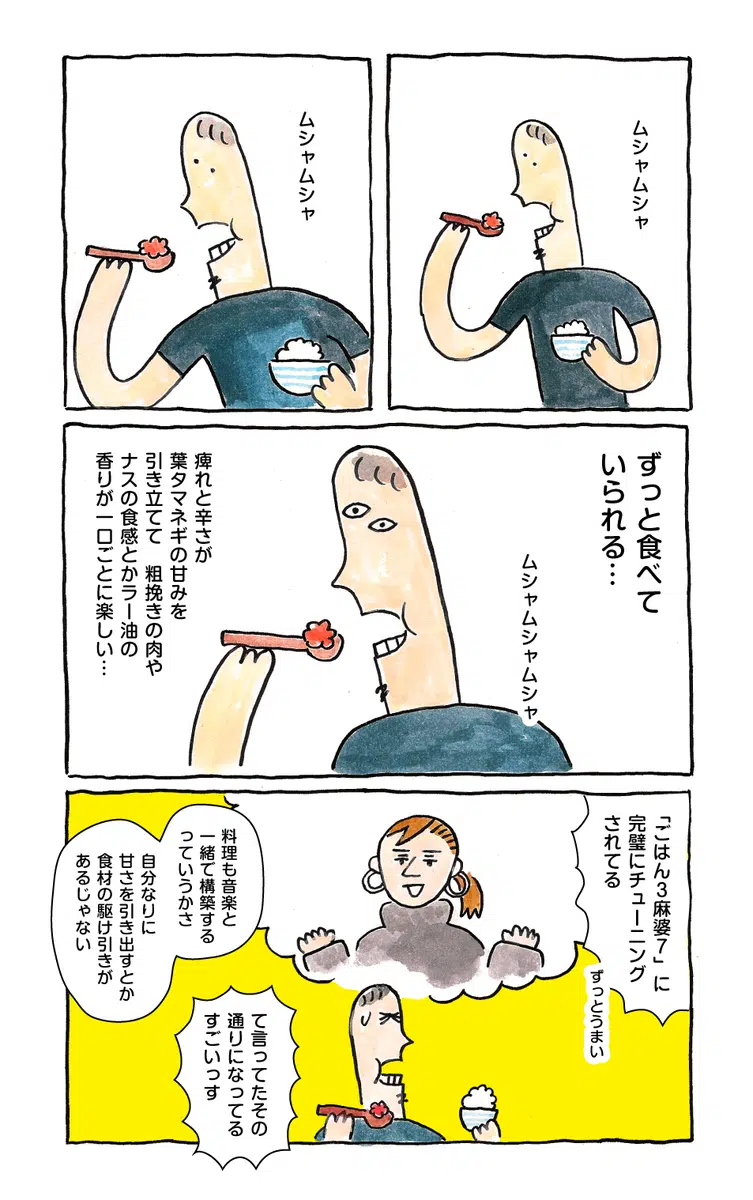 ムシャムシャ
ムシャムシャ
ずっと食べて
いられる…
ムシャムシャムシャ
痺れと辛さが
葉タマネギの甘みを
引き立てて　粗挽きの肉や
ナスの食感とかラー油の
香りが一口ごとに楽しい…
「ごはん3麻婆7」に
完璧にチューニング
されてる
ずっとうまい
料理も音楽と
一緒で構築する
っていうかさ
自分なりに
甘さを引き出すとか
食材の駆け引きが
あるじゃない
て言ってたその
通りになってる
すごいっす